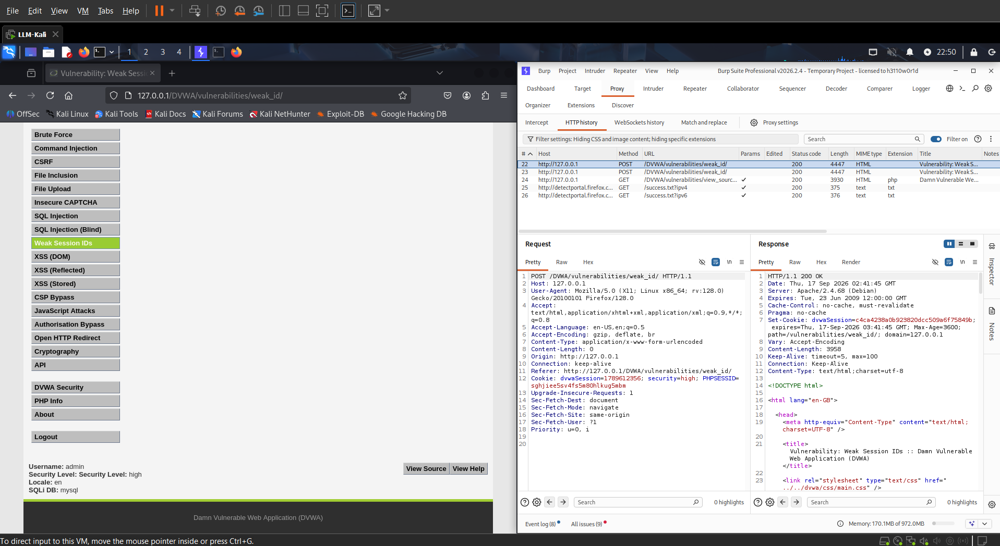 File Edit View VM Tabs Help
LLM-Kali
1 2 3 4
22:50
Vulnerability: Weak Sessi
127.0.0.1/DVWA/vulnerabilities/weak_id/
OffSec Kali Linux Kali Tools Kali Docs Kali Forums Kali NetHunter Exploit-DB Google Hacking DB
Brute Force
Command Injection
CSRF
File Inclusion
File Upload
Insecure CAPTCHA
SQL Injection
SQL Injection (Blind)
Weak Session IDs
XSS (DOM)
XSS (Reflected)
XSS (Stored)
CSP Bypass
JavaScript Attacks
Authorisation Bypass
Open HTTP Redirect
Cryptography
API
DVWA Security
PHP Info
About
Logout
Username: admin
Security Level: Security Level: high
Locale: en
SQLi DB: mysql
View Source View Help
Damn Vulnerable Web Application (DVWA)
Burp Project Intruder Repeater View Help Burp Suite Professional v2026.2.4 - Temporary Project - licensed to h3110w0r1d
Dashboard Target Proxy Intruder Repeater Collaborator Sequencer Decoder Comparer Logger
Organizer Extensions Discover
Intercept HTTP history WebSockets history Match and replace Proxy settings
Filter settings: Hiding CSS and image content; hiding specific extensions Search Filter on
# Host Method URL Params Edited Status code Length MIME type Extension Title Notes
22 http://127.0.0.1 POST /DVWA/vulnerabilities/weak_id/ 200 4447 HTML Vulnerability: Weak S...
23 http://127.0.0.1 POST /DVWA/vulnerabilities/weak_id/ 200 4447 HTML Vulnerability: Weak S...
24 http://127.0.0.1 GET /DVWA/vulnerabilities/view_sourc... ✓ 200 3930 HTML php Damn Vulnerable We...
25 http://detectportal.firefox.c... GET /success.txt?ipv4 ✓ 200 375 text txt
26 http://detectportal.firefox.c... GET /success.txt?ipv6 ✓ 200 376 text txt
Request
Pretty Raw Hex \n
1 POST /DVWA/vulnerabilities/weak_id/ HTTP/1.1
2 Host: 127.0.0.1
3 User-Agent: Mozilla/5.0 (X11; Linux x86_64; rv:128.0)
Gecko/20100101 Firefox/128.0
4 Accept:
text/html,application/xhtml+xml,application/xml;q=0.9,*/*;
q=0.8
5 Accept-Language: en-US,en;q=0.5
6 Accept-Encoding: gzip, deflate, br
7 Content-Type: application/x-www-form-urlencoded
8 Content-Length: 0
9 Origin: http://127.0.0.1
10 Connection: keep-alive
11 Referer: http://127.0.0.1/DVWA/vulnerabilities/weak_id/
12 Cookie: dvwaSession=1789612356; security=high; PHPSESSID=
sghjiee5sv4fs5m80hlkug5mbm
13 Upgrade-Insecure-Requests: 1
14 Sec-Fetch-Dest: document
15 Sec-Fetch-Mode: navigate
16 Sec-Fetch-Site: same-origin
17 Sec-Fetch-User: ?1
18 Priority: u=0, i
19
20
Search 0 highlights
Response
Pretty Raw Hex Render \n
1 HTTP/1.1 200 OK
2 Date: Thu, 17 Sep 2026 02:41:45 GMT
3 Server: Apache/2.4.68 (Debian)
4 Expires: Tue, 23 Jun 2009 12:00:00 GMT
5 Cache-Control: no-cache, must-revalidate
6 Pragma: no-cache
7 Set-Cookie: dvwaSession=c4ca4238a0b923820dcc509a6f75849b;
expires=Thu, 17-Sep-2026 03:41:45 GMT; Max-Age=3600;
path=/vulnerabilities/weak_id/; domain=127.0.0.1
8 Vary: Accept-Encoding
9 Content-Length: 3958
10 Keep-Alive: timeout=5, max=100
11 Connection: Keep-Alive
12 Content-Type: text/html;charset=utf-8
13
14 <!DOCTYPE html>
15
16 <html lang="en-GB">
17
18 <head>
19 <meta http-equiv="Content-Type" content="text/html;
charset=UTF-8" />
20
21 <title>
Vulnerability: Weak Session IDs :: Damn Vulnerable
Web Application (DVWA)
</title>
22
23 <link rel="stylesheet" type="text/css" href="
../../dvwa/css/main.css" />
Search 0 highlights
Inspector
Notes
Event log (8) All issues (9) Memory: 170.1MB of 972.0MB
To direct input to this VM, move the mouse pointer inside or press Ctrl+G.